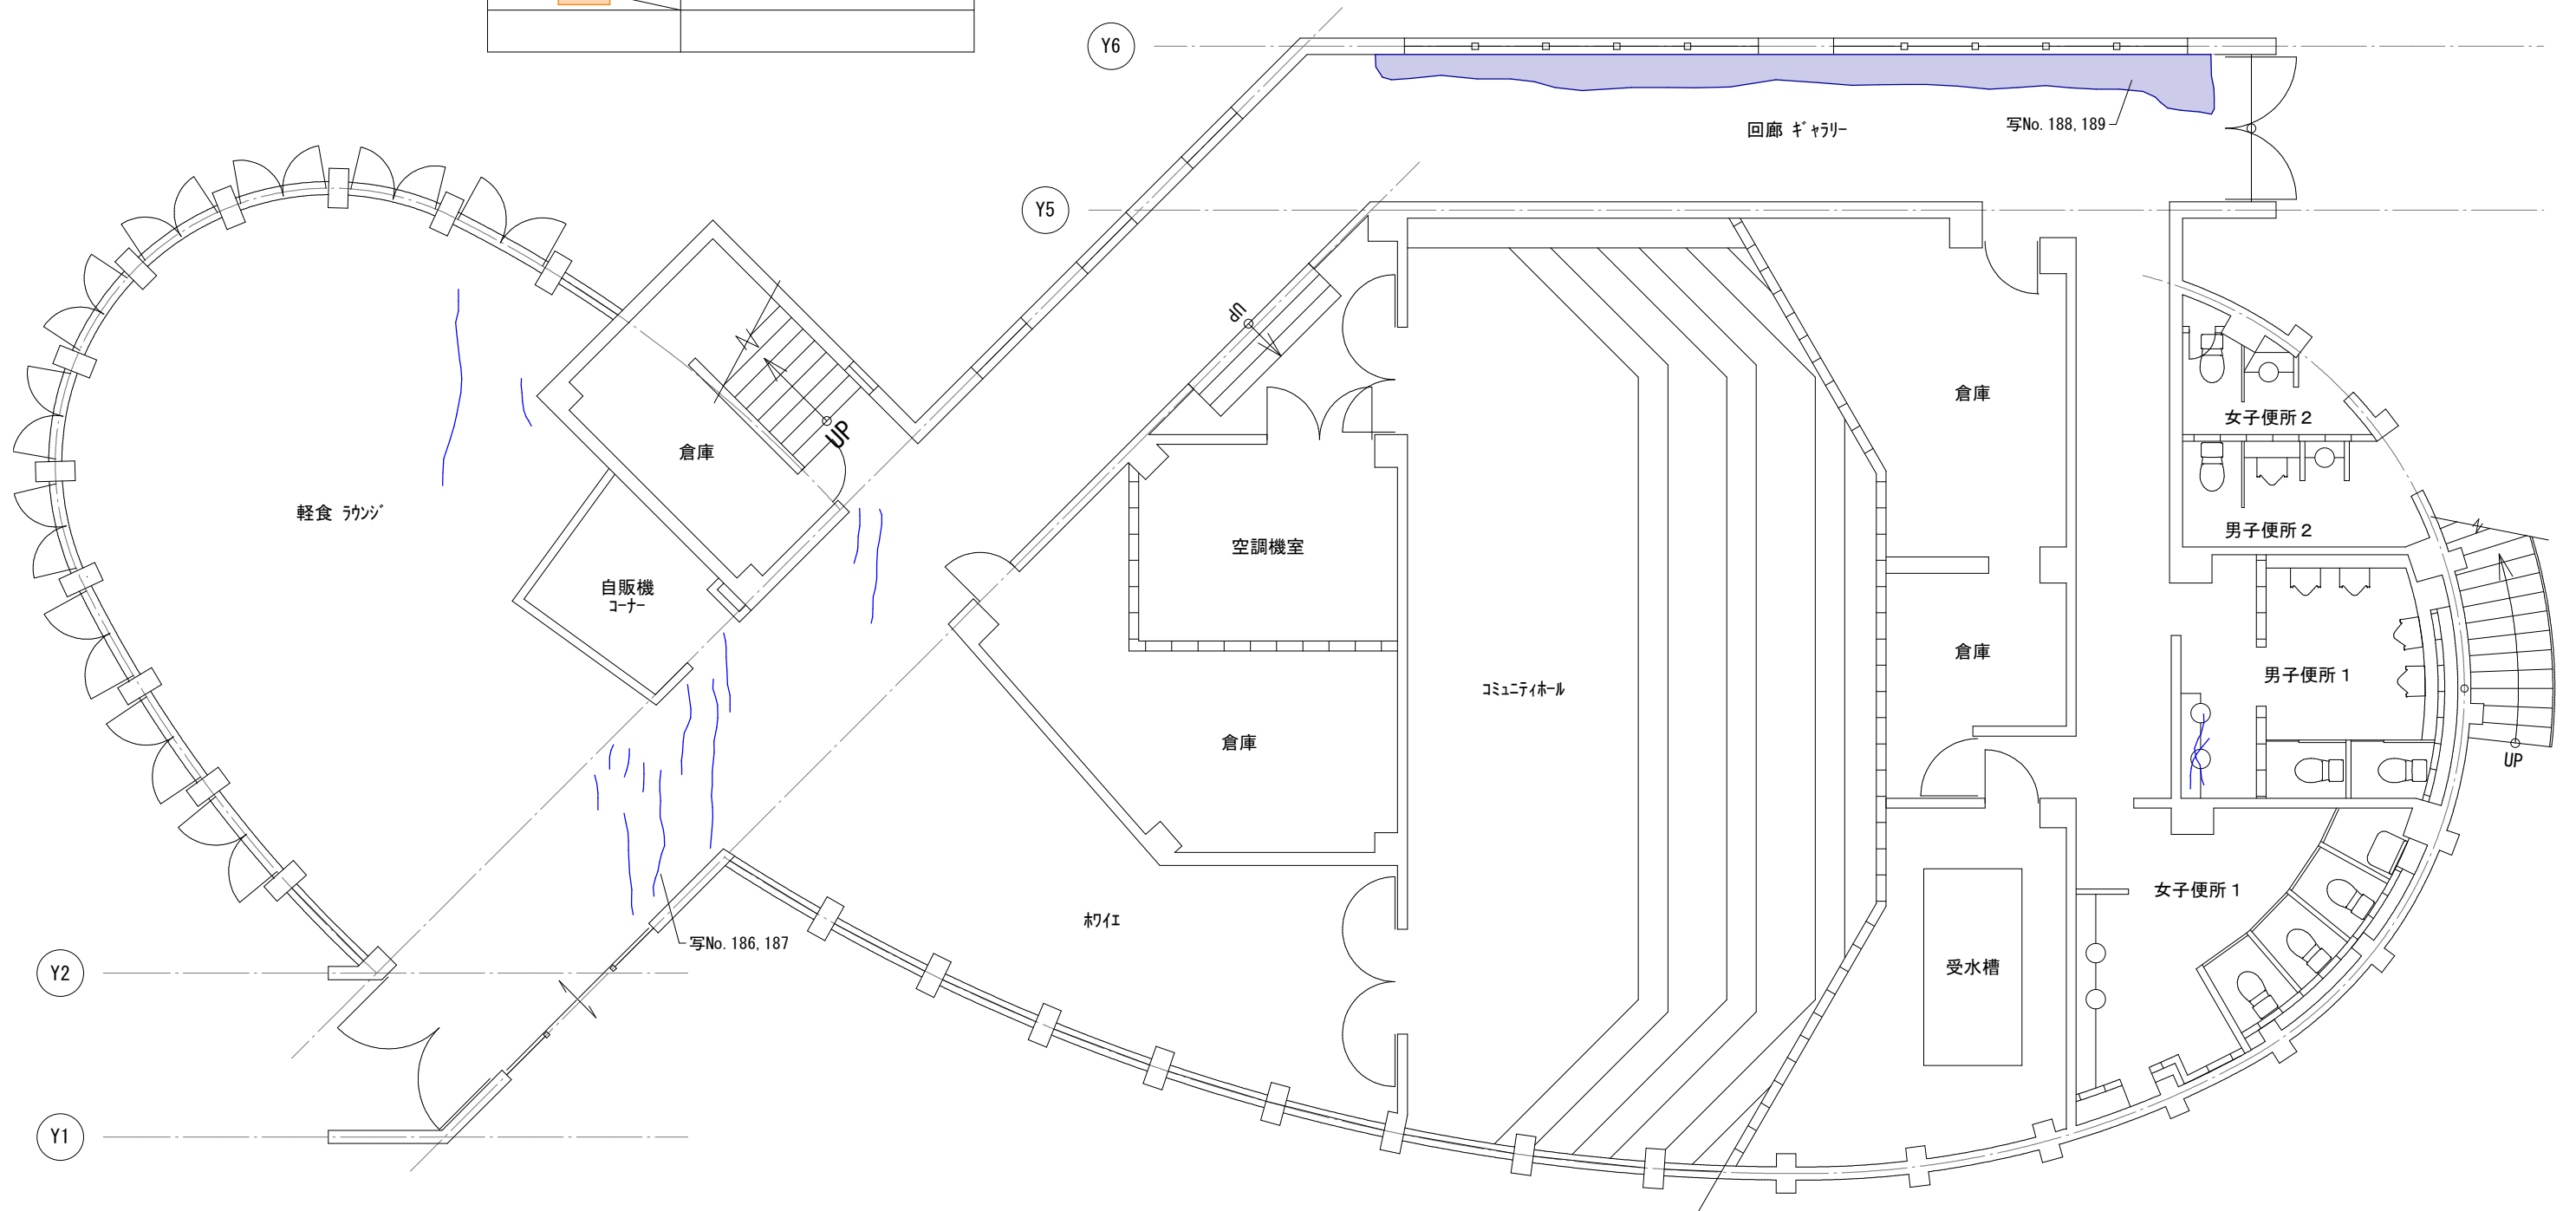 Y6
写No. 188, 189
回廊 ｷﾞｬﾗﾘｰ
Y5
UP
倉庫
UP
倉庫
女子便所２
軽食 ﾗｳﾝｼﾞ
男子便所２
空調機室
自販機
ｺｰﾅｰ
倉庫
男子便所１
ｺﾐｭﾆﾃｨﾎｰﾙ
倉庫
UP
女子便所１
ﾎﾜｲｴ
写No. 186, 187
受水槽
Y2
Y1